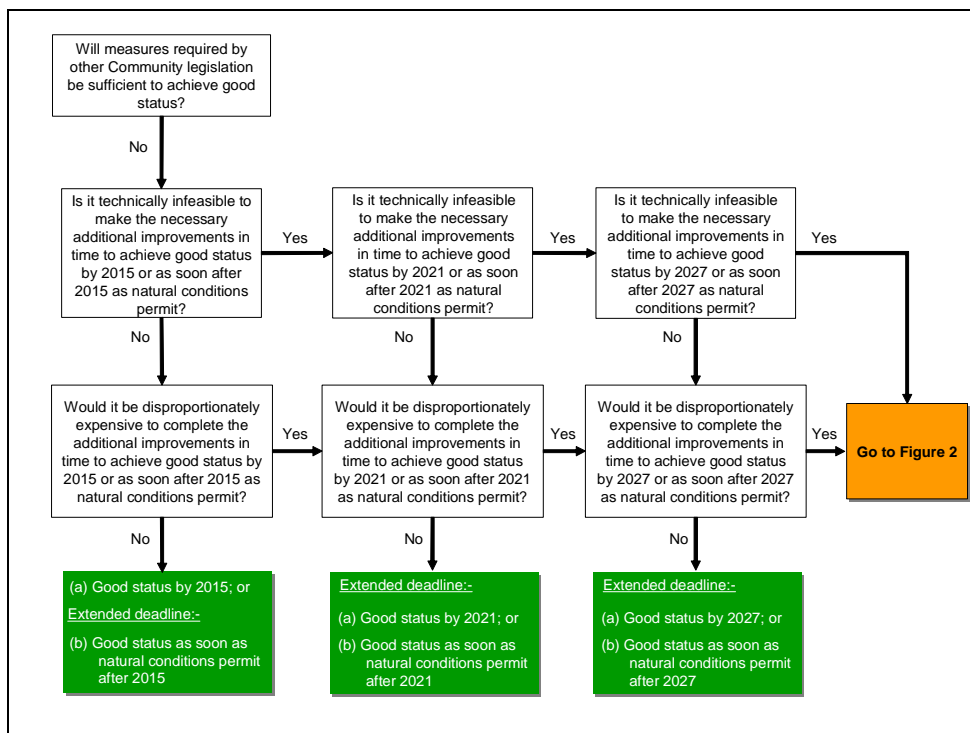 Will measures required by
other Community legislation
be sufficient to achieve good
status?
No
Is it technically infeasible to
make the necessary
additional improvements in
time to achieve good status
by 2015 or as soon after
2015 as natural conditions
permit?
Yes
Is it technically infeasible
to make the necessary
additional improvements
in time to achieve good
status by 2021 or as soon
after 2021 as natural
conditions permit?
Yes
Is it technically infeasible
to make the necessary
additional improvements
in time to achieve good
status by 2027 or as soon
after 2027 as natural
conditions permit?
Yes
No
No
No
Would it be disproportionately
expensive to complete the
additional improvements in
time to achieve good status by
2015 or as soon after 2015 as
natural conditions permit?
Yes
Would it be disproportionately
expensive to complete the
additional improvements in
time to achieve good status
by 2021 or as soon after 2021
as natural conditions permit?
Yes
Would it be disproportionately
expensive to complete the
additional improvements in
time to achieve good status
by 2027 or as soon after 2027
as natural conditions permit?
Yes
Go to Figure 2
No
No
No
(a) Good status by 2015; or
Extended deadline:-
(b) Good status as soon as
natural conditions permit
after 2015
Extended deadline:-
(a) Good status by 2021; or
(b) Good status as soon as
natural conditions permit
after 2021
Extended deadline:-
(a) Good status by 2027; or
(b) Good status as soon as
natural conditions permit
after 2027